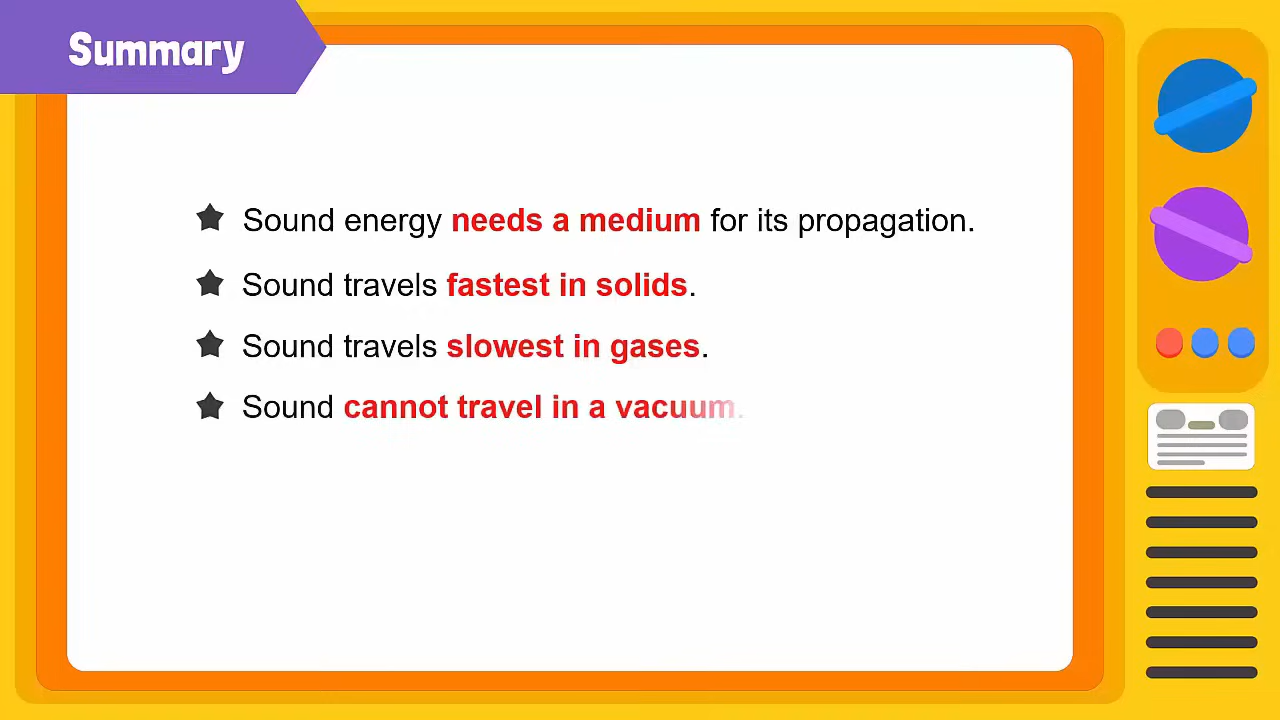 Summary
Sound energy needs a medium for its propagation.
Sound travels fastest in solids.
Sound travels slowest in gases.
Sound cannot travel in a vacuum.